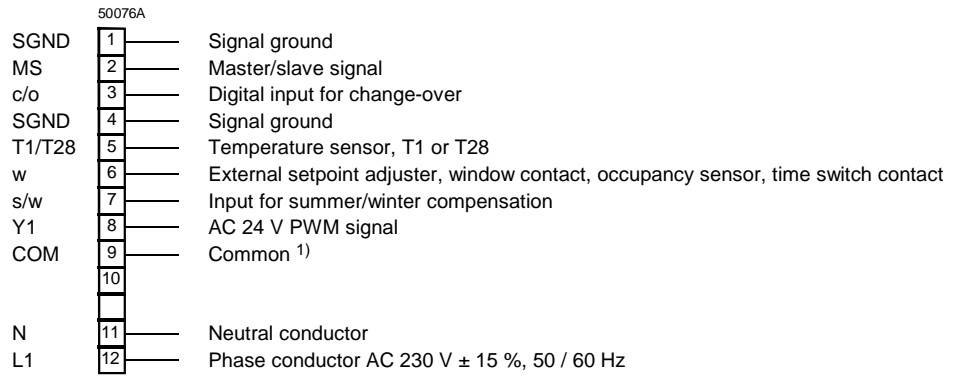 50076A
SGND 1 Signal ground
MS 2 Master/slave signal
c/o 3 Digital input for change-over
SGND 4 Signal ground
T1/T28 5 Temperature sensor, T1 or T28
w 6 External setpoint adjuster, window contact, occupancy sensor, time switch contact
s/w 7 Input for summer/winter compensation
Y1 8 AC 24 V PWM signal
COM 9 Common 1)
10
N 11 Neutral conductor
L1 12 Phase conductor AC 230 V ± 15 %, 50 / 60 Hz